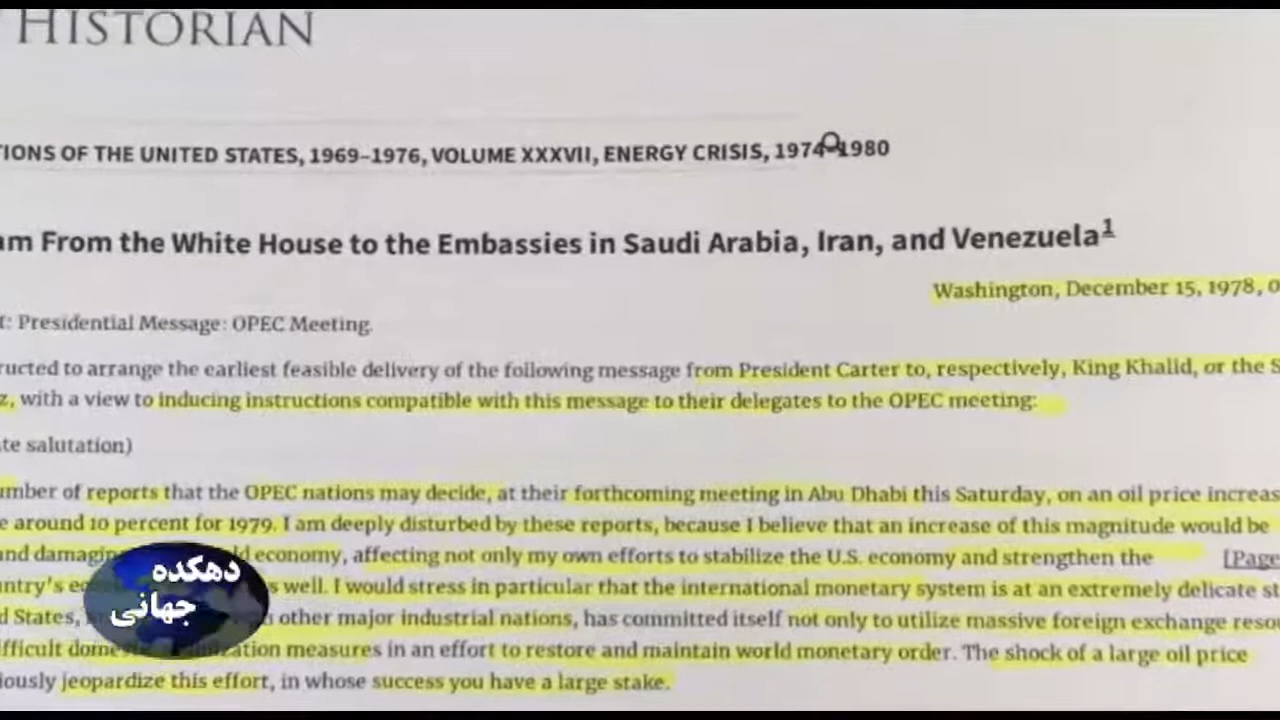 HISTORIAN
IONS OF THE UNITED STATES, 1969–1976, VOLUME XXXVII, ENERGY CRISIS, 1974–1980
am From the White House to the Embassies in Saudi Arabia, Iran, and Venezuela1
Washington, December 15, 1978, 0
t: Presidential Message: OPEC Meeting.
ructed to arrange the earliest feasible delivery of the following message from President Carter to, respectively, King Khalid, or the S
z, with a view to inducing instructions compatible with this message to their delegates to the OPEC meeting:
te salutation)
mber of reports that the OPEC nations may decide, at their forthcoming meeting in Abu Dhabi this Saturday, on an oil price increas
e around 10 percent for 1979. I am deeply disturbed by these reports, because I believe that an increase of this magnitude would be
nd damagin d economy, affecting not only my own efforts to stabilize the U.S. economy and strengthen the [Page
ntry's ec s well. I would stress in particular that the international monetary system is at an extremely delicate st
d States, other major industrial nations, has committed itself not only to utilize massive foreign exchange resou
fficult dome ation measures in an effort to restore and maintain world monetary order. The shock of a large oil price
iously jeopardize this effort, in whose success you have a large stake.
دهکده
جهانی